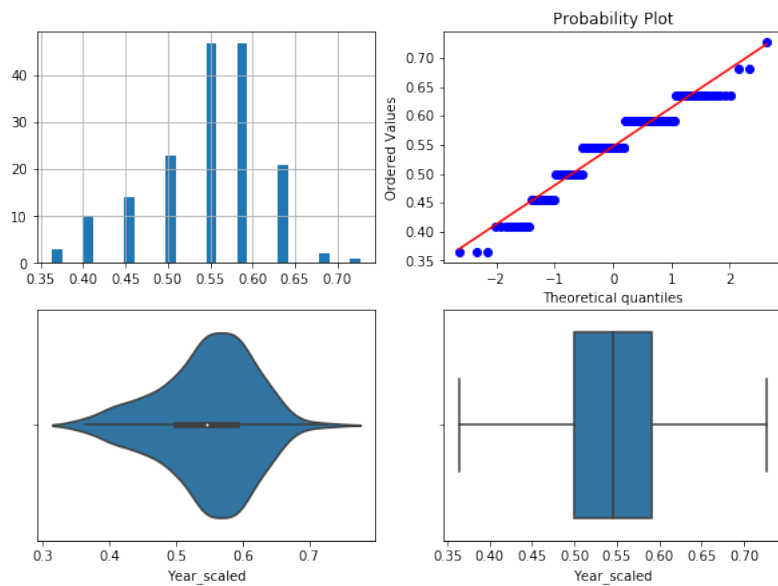 40
30
20
10
0
0.35 0.40 0.45 0.50 0.55 0.60 0.65 0.70
Probability Plot
Ordered Values
0.70
0.65
0.60
0.55
0.50
0.45
0.40
0.35
−2 −1 0 1 2
Theoretical quantiles
0.3 0.4 0.5 0.6 0.7
Year_scaled
0.35 0.40 0.45 0.50 0.55 0.60 0.65 0.70
Year_scaled